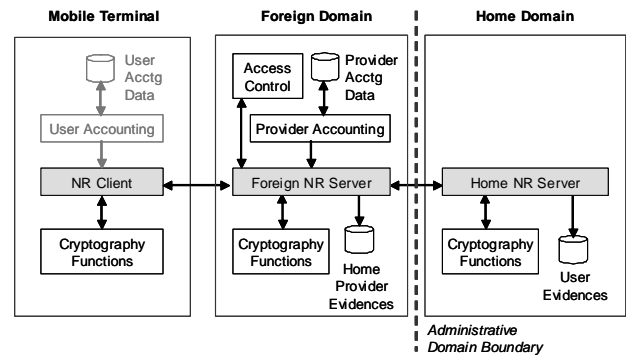 Mobile Terminal
Foreign Domain
Home Domain
User
Acctg
Data
User Accounting
NR Client
Cryptography
Functions
Access
Control
Provider
Acctg
Data
Provider Accounting
Foreign NR Server
Cryptography
Functions
Home
Provider
Evidences
Home NR Server
Cryptography
Functions
User
Evidences
Administrative
Domain Boundary